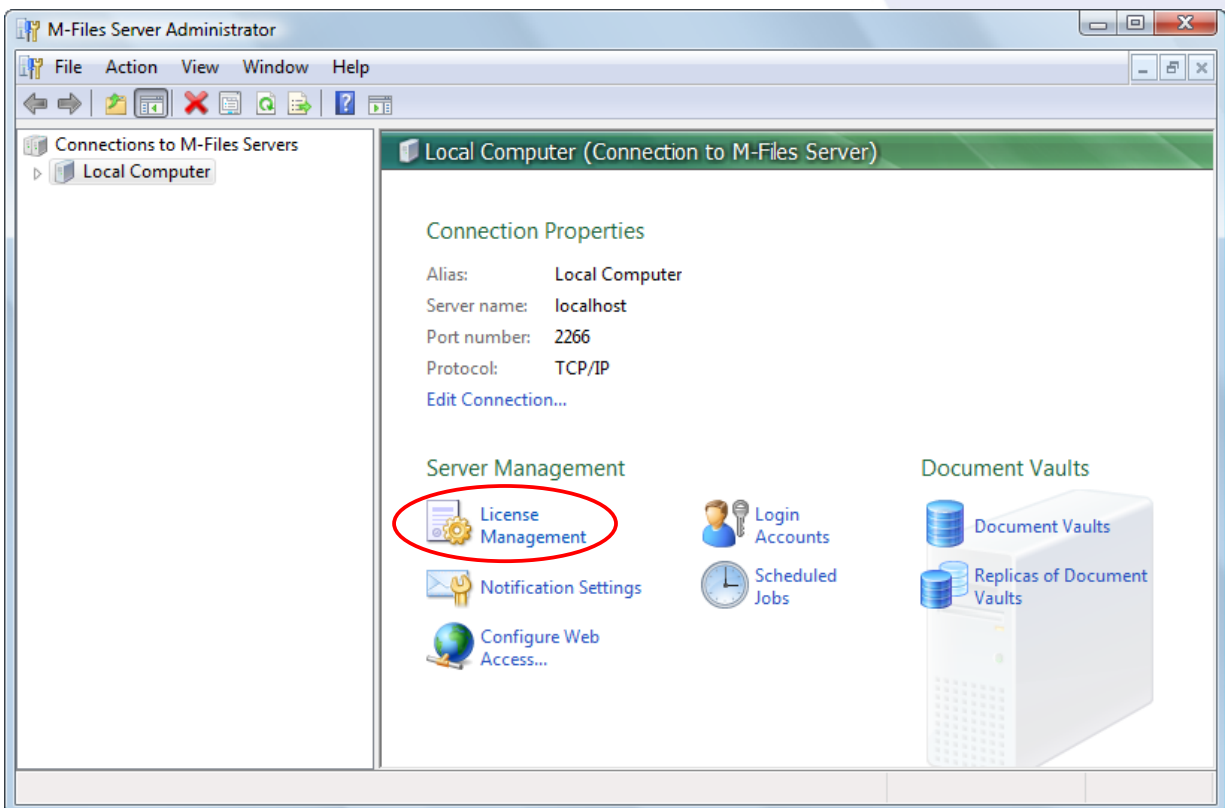 M-Files Server Administrator
File Action View Window Help
Connections to M-Files Servers
Local Computer
Local Computer (Connection to M-Files Server)
Connection Properties
Alias: Local Computer
Server name: localhost
Port number: 2266
Protocol: TCP/IP
Edit Connection...
Server Management
License
Management
Login
Accounts
Notification Settings
Scheduled
Jobs
Configure Web
Access...
Document Vaults
Document Vaults
Replicas of Document
Vaults